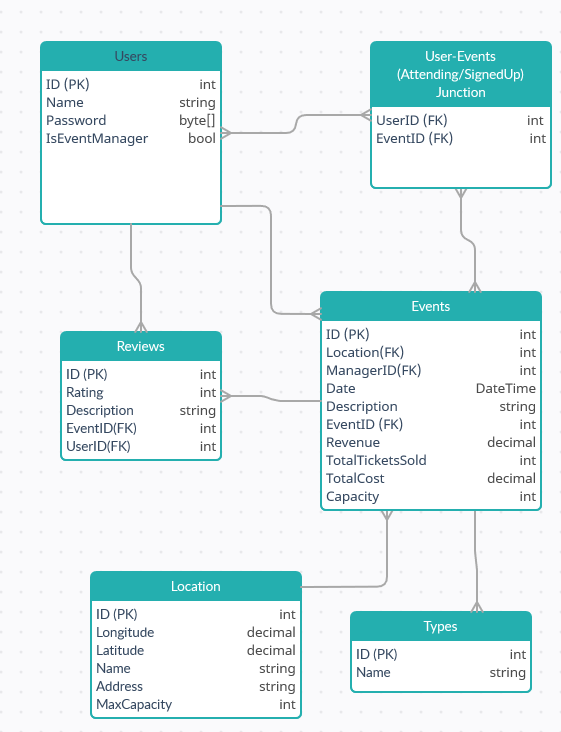 Users
ID (PK) int
Name string
Password byte[]
IsEventManager bool
User-Events
(Attending/SignedUp)
Junction
UserID (FK) int
EventID (FK) int
Events
ID (PK) int
Location(FK) int
ManagerID(FK) int
Date DateTime
Description string
EventID (FK) int
Revenue decimal
TotalTicketsSold int
TotalCost decimal
Capacity int
Reviews
ID (PK) int
Rating int
Description string
EventID(FK) int
UserID(FK) int
Location
ID (PK) int
Longitude decimal
Latitude decimal
Name string
Address string
MaxCapacity int
Types
ID (PK) int
Name string